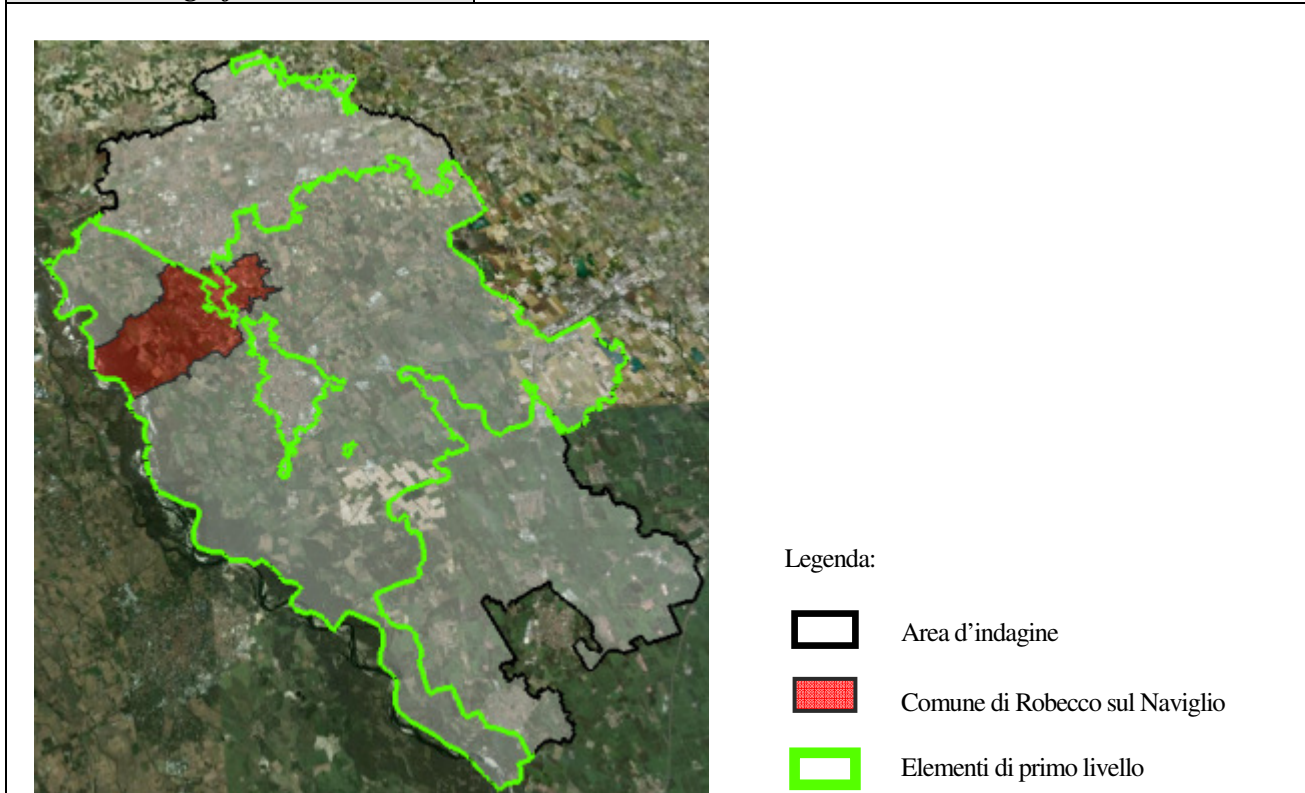 Legenda:
Area d'indagine
Comune di Robecco sul Naviglio
Elementi di primo livello